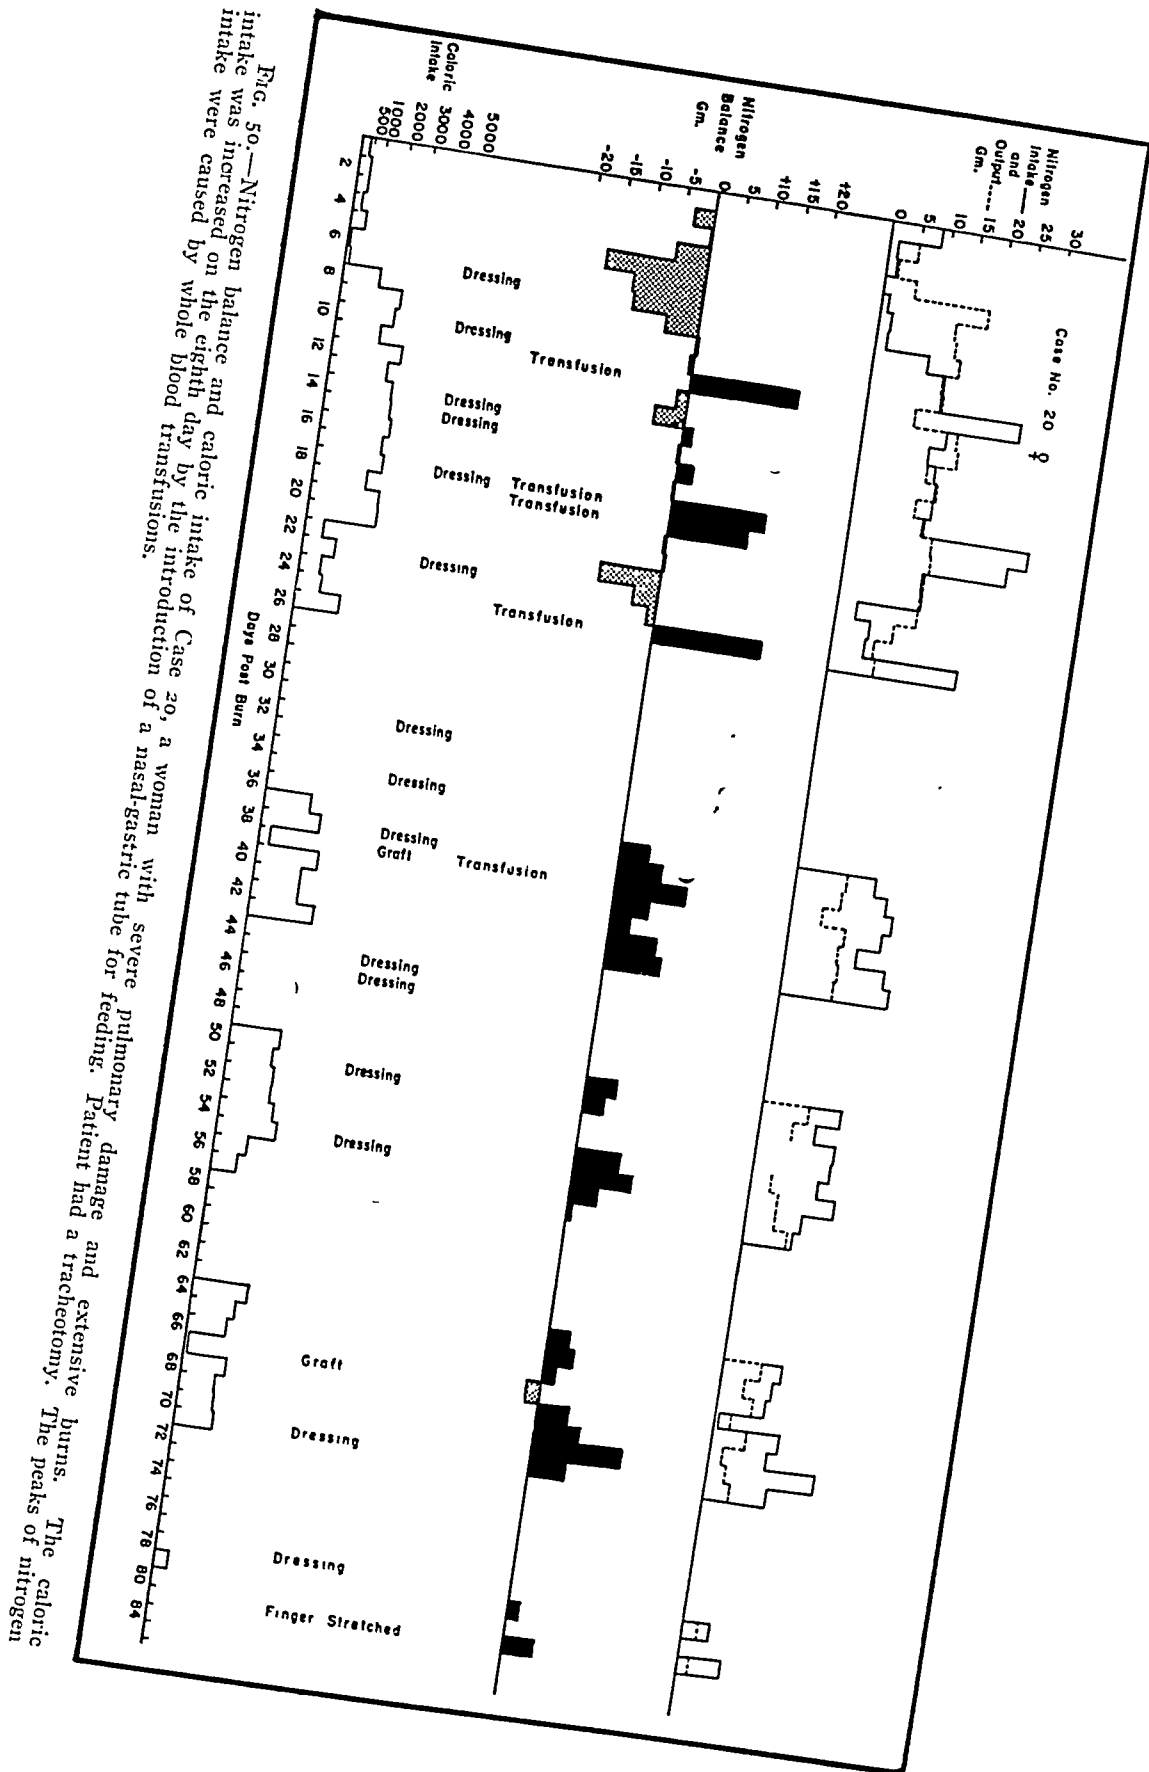 Case No. 20 ♀
Nitrogen
Intake—
and
Output----
Gm.
30
25
20
15
10
5
0
Nitrogen
Balance
Gm.
+20
+15
+10
5
0
-5
-10
-15
-20
Dressing
Dressing
Transfusion
Dressing
Dressing
Dressing
Transfusion
Transfusion
Dressing
Transfusion
Dressing
Dressing
Dressing
Graft
Transfusion
Dressing
Dressing
Dressing
Dressing
Graft
Dressing
Dressing
Finger Stretched
Caloric
Intake
5000
4000
3000
2000
1000
500
2 4 6 8 10 12 14 16 18 20 22 24 26 28 30 32 34 36 38 40 42 44 46 48 50 52 54 56 58 60 62 64 66 68 70 72 74 76 78 80 84
Days Post Burn
FIG. 50.—Nitrogen balance and caloric intake of Case 20, a woman with severe pulmonary damage and extensive burns. The caloric
intake was increased on the eighth day by the introduction of a nasal-gastric tube for feeding. Patient had a tracheotomy. The peaks of nitrogen
intake were caused by whole blood transfusions.